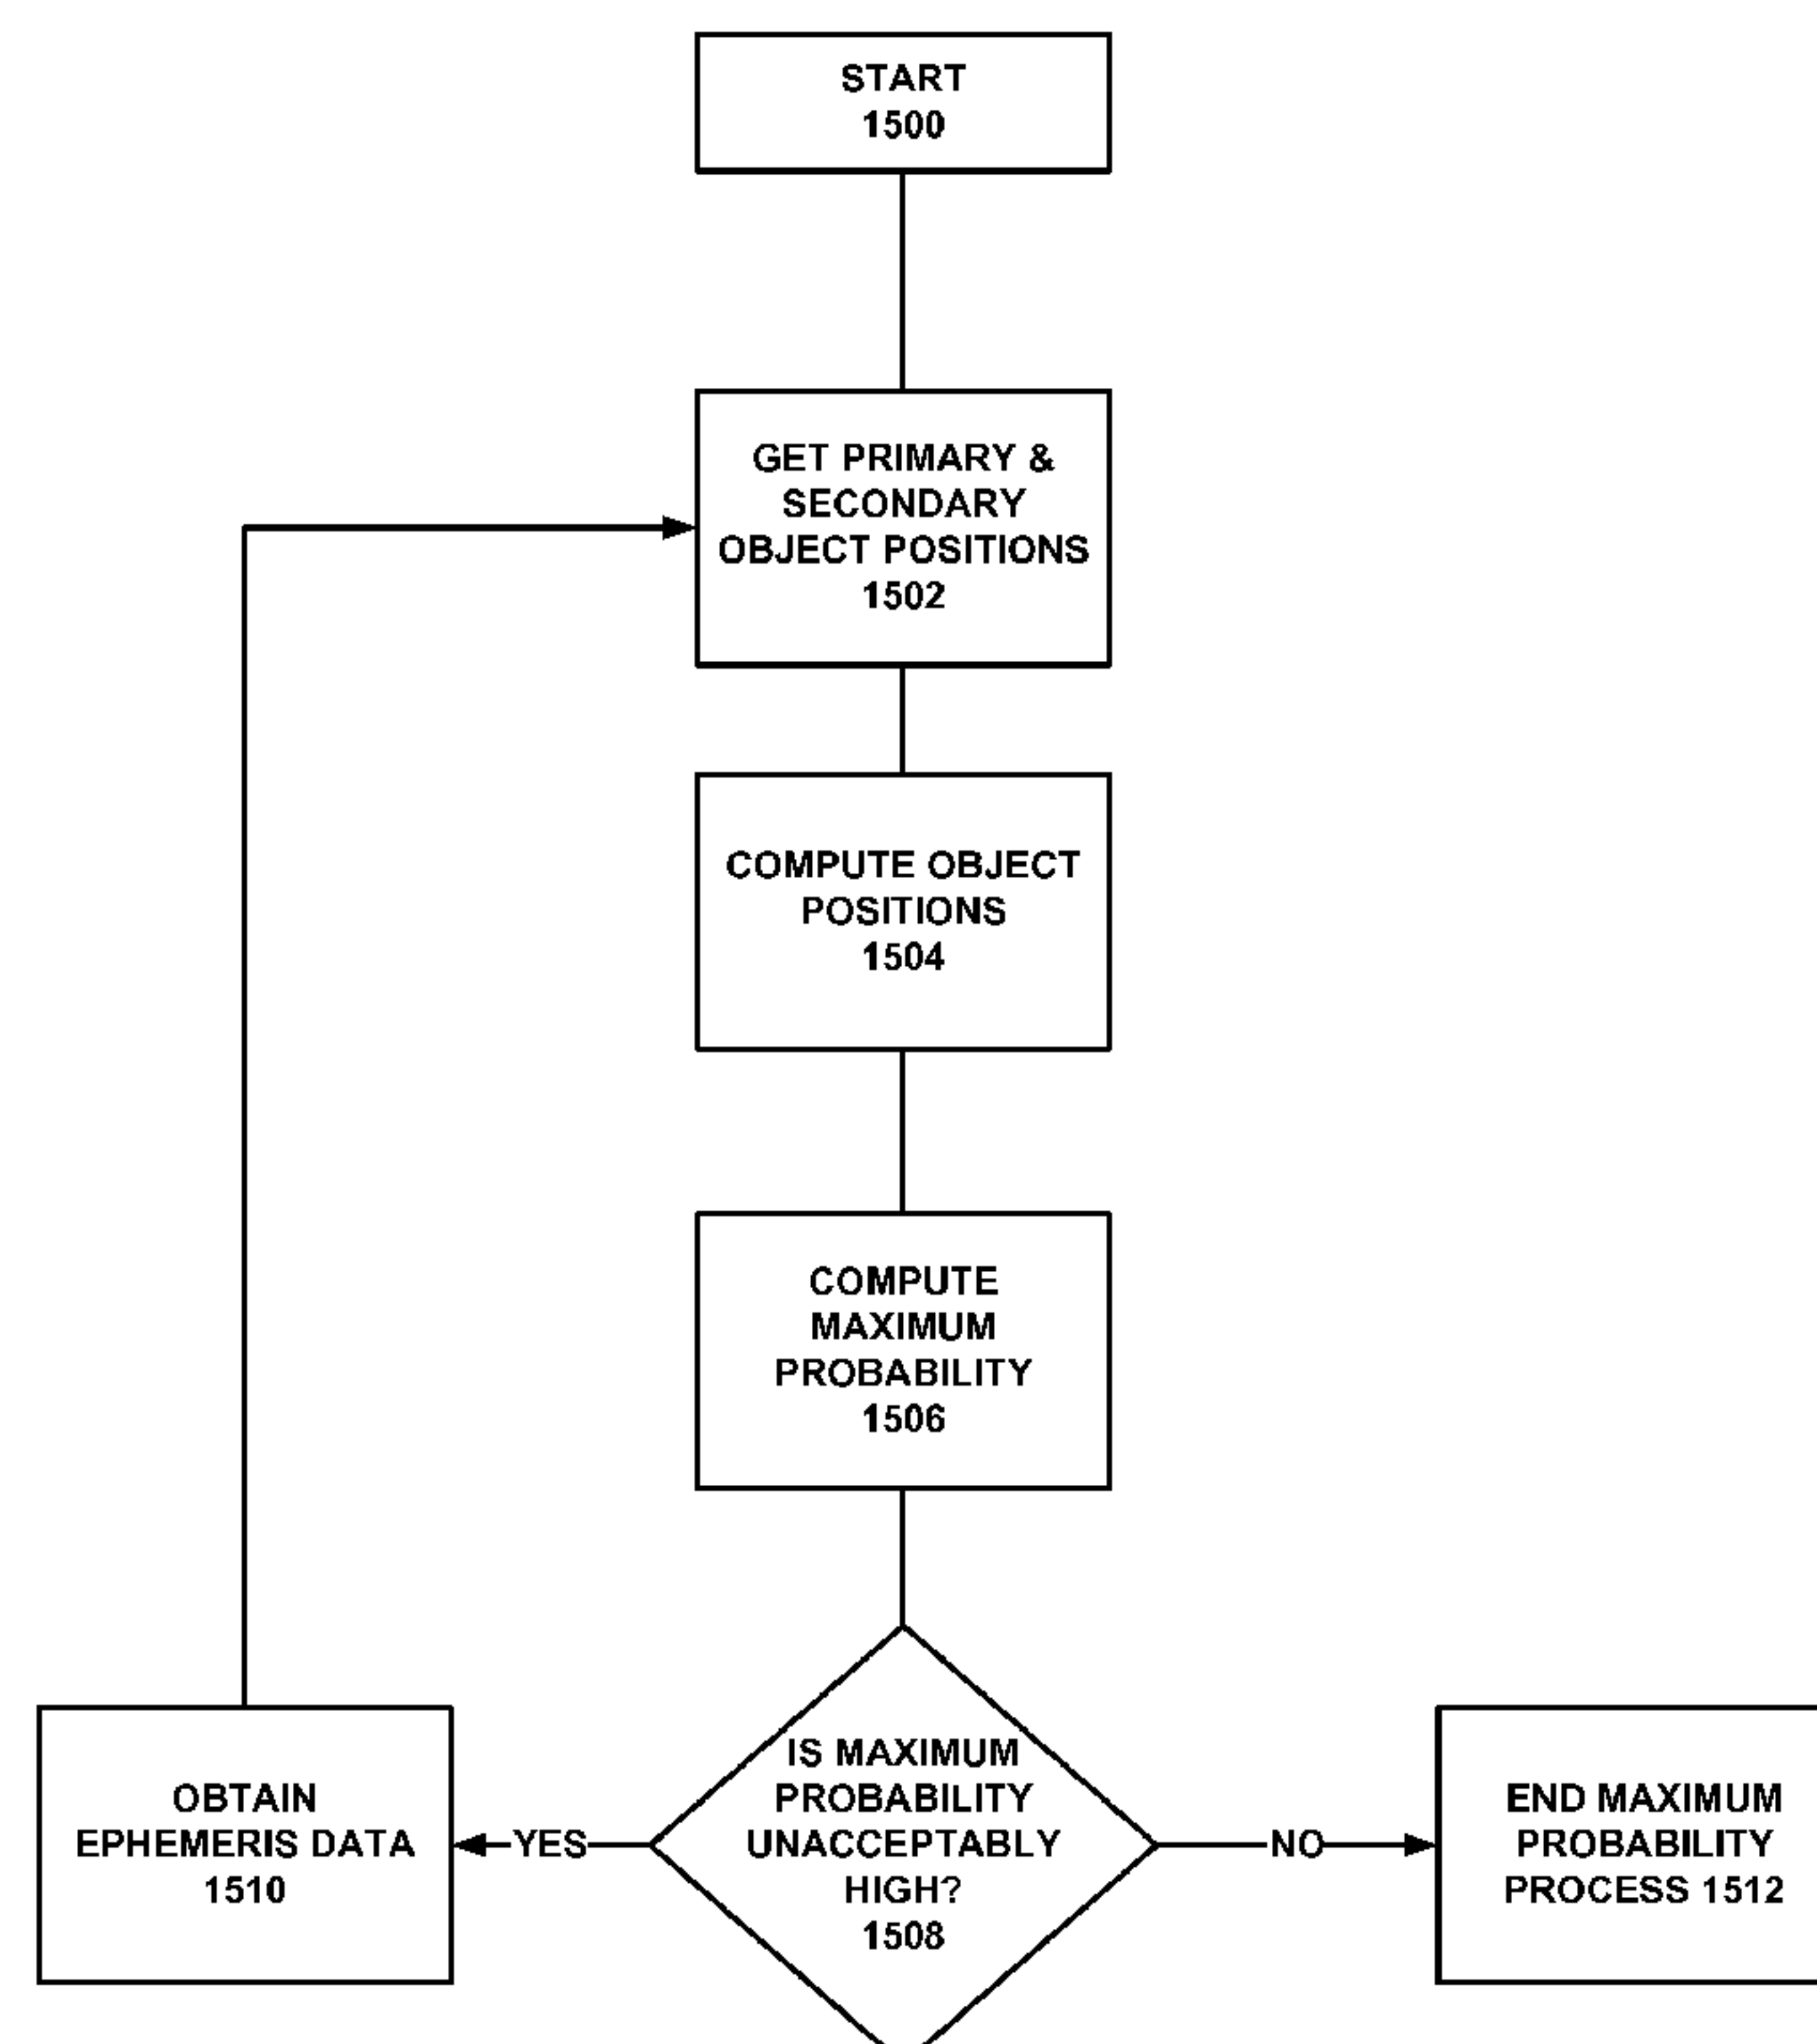 START
1500
GET PRIMARY &
SECONDARY
OBJECT POSITIONS
1502
COMPUTE OBJECT
POSITIONS
1504
COMPUTE
MAXIMUM
PROBABILITY
1506
IS MAXIMUM
PROBABILITY
UNACCEPTABLY
HIGH?
1508
YES
OBTAIN
EPHEMERIS DATA
1510
NO
END MAXIMUM
PROBABILITY
PROCESS 1512